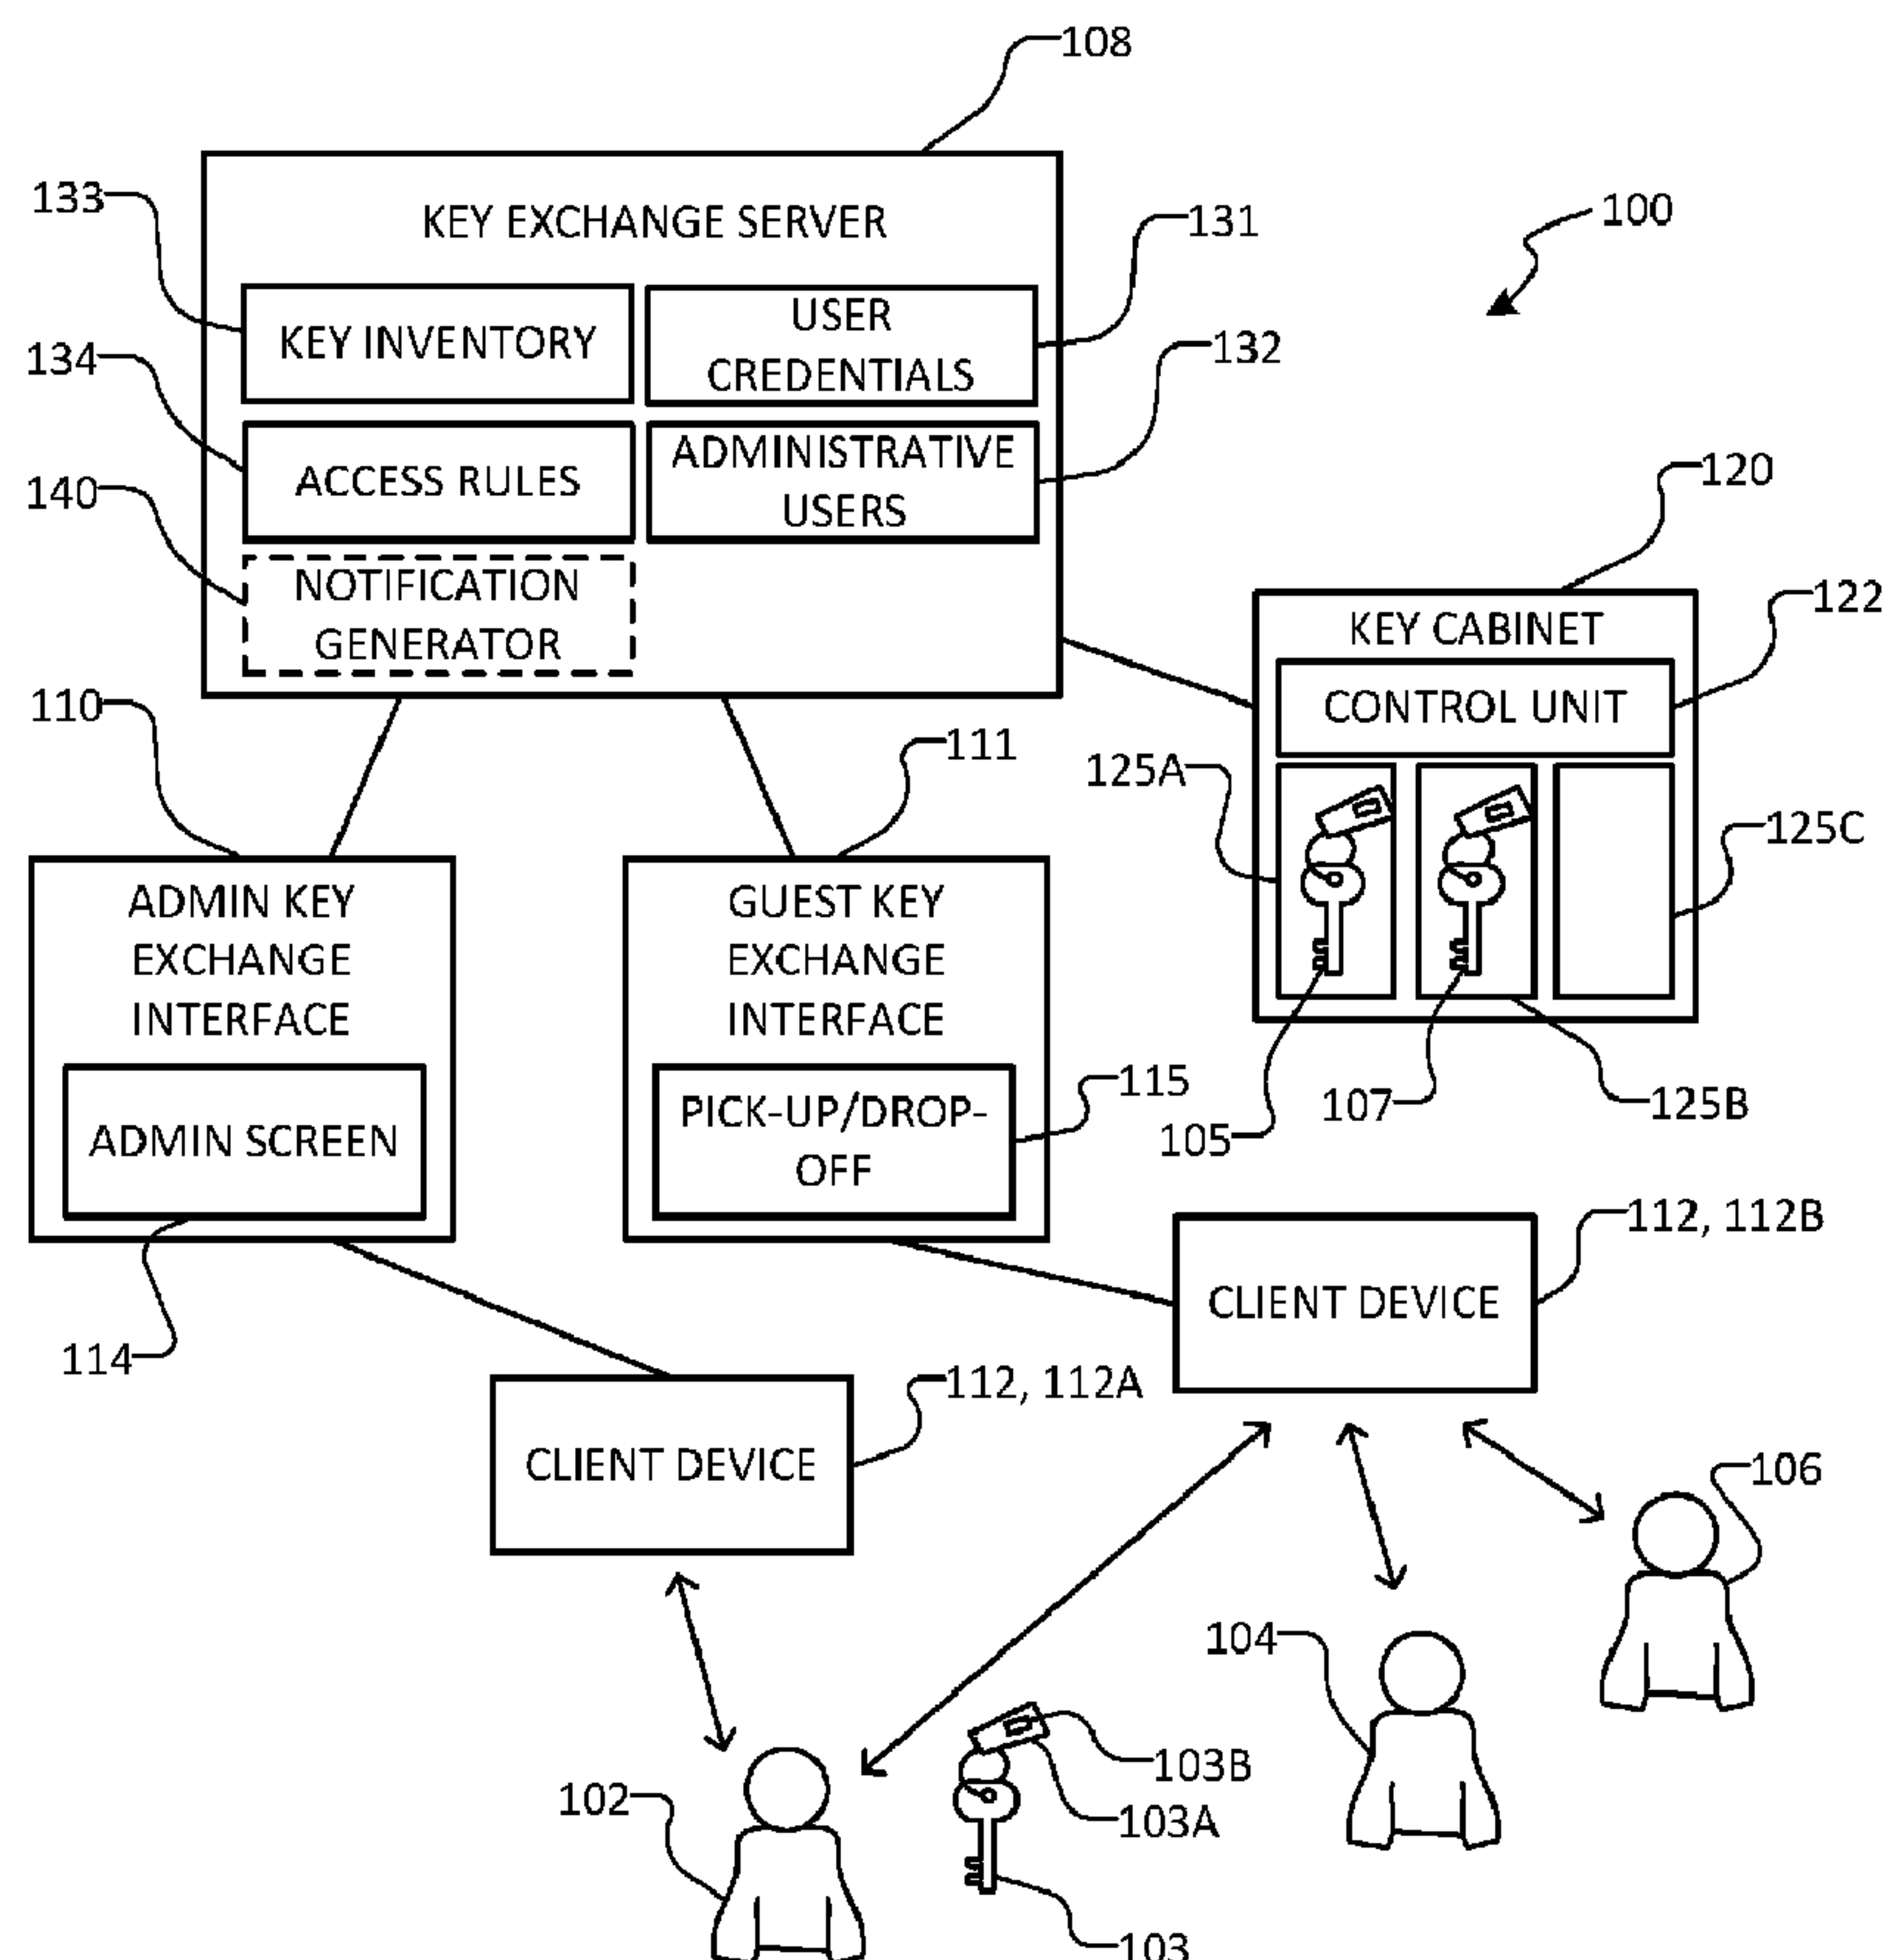 108
133
KEY EXCHANGE SERVER
131
100
KEY INVENTORY
USER
CREDENTIALS
134
132
ACCESS RULES
ADMINISTRATIVE
USERS
140
120
NOTIFICATION
GENERATOR
122
KEY CABINET
110
CONTROL UNIT
111
125A
125C
ADMIN KEY
EXCHANGE
INTERFACE
GUEST KEY
EXCHANGE
INTERFACE
115
107
125B
105
ADMIN SCREEN
PICK-UP/DROP-
OFF
112, 112B
CLIENT DEVICE
114
112, 112A
CLIENT DEVICE
106
104
103B
102
103A
103